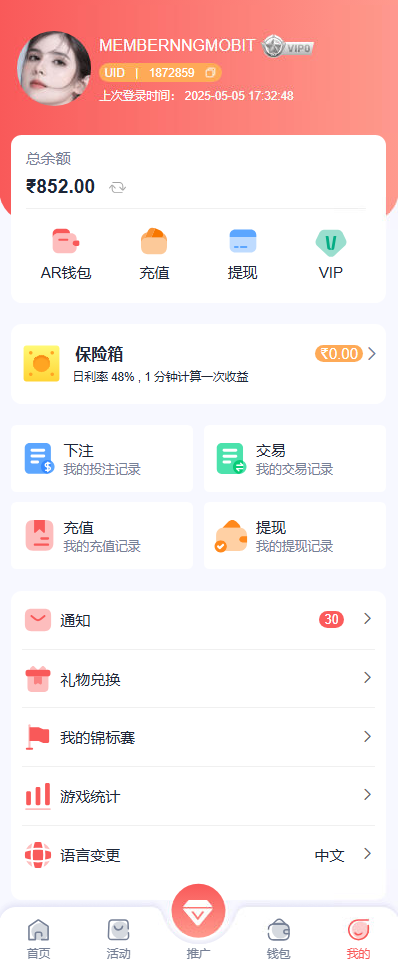 MEMBERNNGMOBIT VIP0
UID | 1872859
上次登录时间： 2025-05-05 17:32:48
总余额
₹852.00
AR钱包 充值 提现 VIP
保险箱 ₹0.00
日利率 48% , 1 分钟计算一次收益
下注 交易
我的投注记录 我的交易记录
充值 提现
我的充值记录 我的提现记录
通知 30
礼物兑换
我的锦标赛
游戏统计
语言变更 中文
首页 活动 推广 钱包 我的